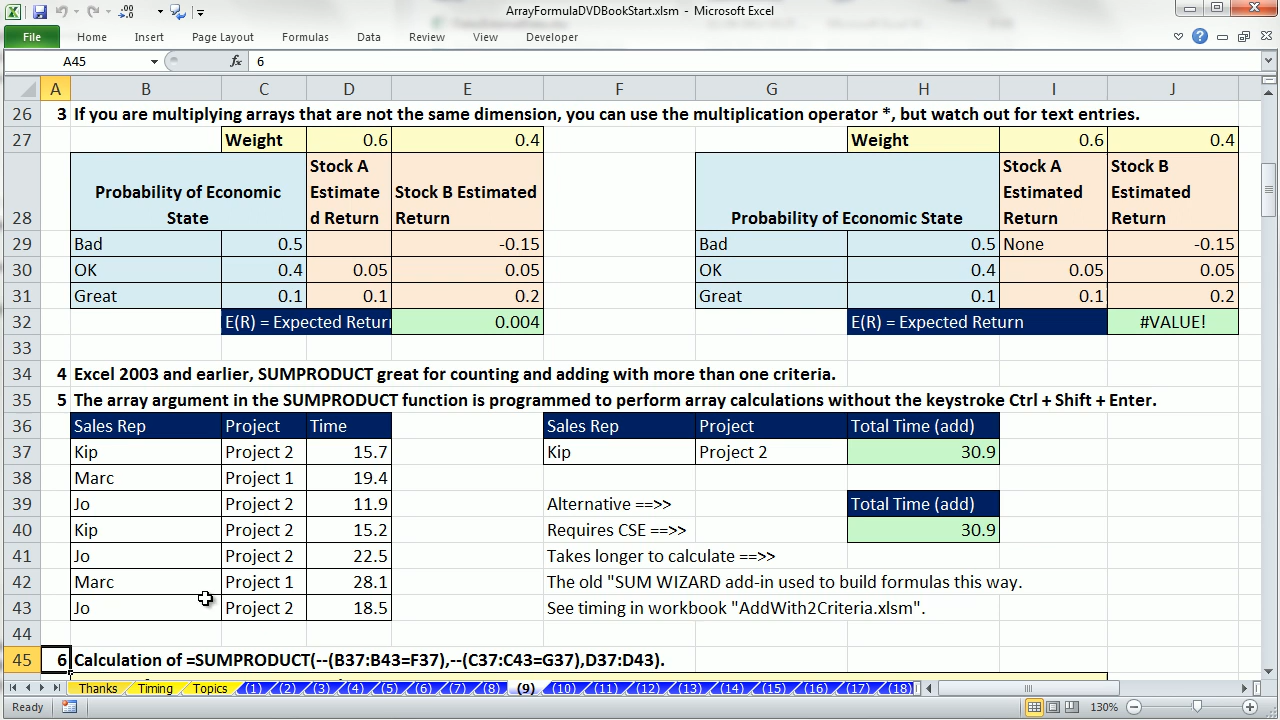 ArrayFormulaDVDBookStart.xlsm - Microsoft Excel
File Home Insert Page Layout Formulas Data Review View Developer
A45 fx 6
A B C D E F G H I J
26 3 If you are multiplying arrays that are not the same dimension, you can use the multiplication operator *, but watch out for text entries.
27 Weight 0.6 0.4 Weight 0.6 0.4
28 Probability of Economic State Stock A Estimate d Return Stock B Estimated Return Probability of Economic State Stock A Estimated Return Stock B Estimated Return
29 Bad 0.5 -0.15 Bad 0.5 None -0.15
30 OK 0.4 0.05 0.05 OK 0.4 0.05 0.05
31 Great 0.1 0.1 0.2 Great 0.1 0.1 0.2
32 E(R) = Expected Return 0.004 E(R) = Expected Return #VALUE!
33
34 4 Excel 2003 and earlier, SUMPRODUCT great for counting and adding with more than one criteria.
35 5 The array argument in the SUMPRODUCT function is programmed to perform array calculations without the keystroke Ctrl + Shift + Enter.
36 Sales Rep Project Time Sales Rep Project Total Time (add)
37 Kip Project 2 15.7 Kip Project 2 30.9
38 Marc Project 1 19.4
39 Jo Project 2 11.9 Alternative ==>> Total Time (add)
40 Kip Project 2 15.2 Requires CSE ==>> 30.9
41 Jo Project 2 22.5 Takes longer to calculate ==>>
42 Marc Project 1 28.1 The old "SUM WIZARD add-in used to build formulas this way.
43 Jo Project 2 18.5 See timing in workbook "AddWith2Criteria.xlsm".
44
45 6 Calculation of =SUMPRODUCT(--(B37:B43=F37),--(C37:C43=G37),D37:D43).
Thanks Timing Topics (1) (2) (3) (4) (5) (6) (7) (8) (9) (10) (11) (12) (13) (14) (15) (16) (17) (18)
Ready 130%